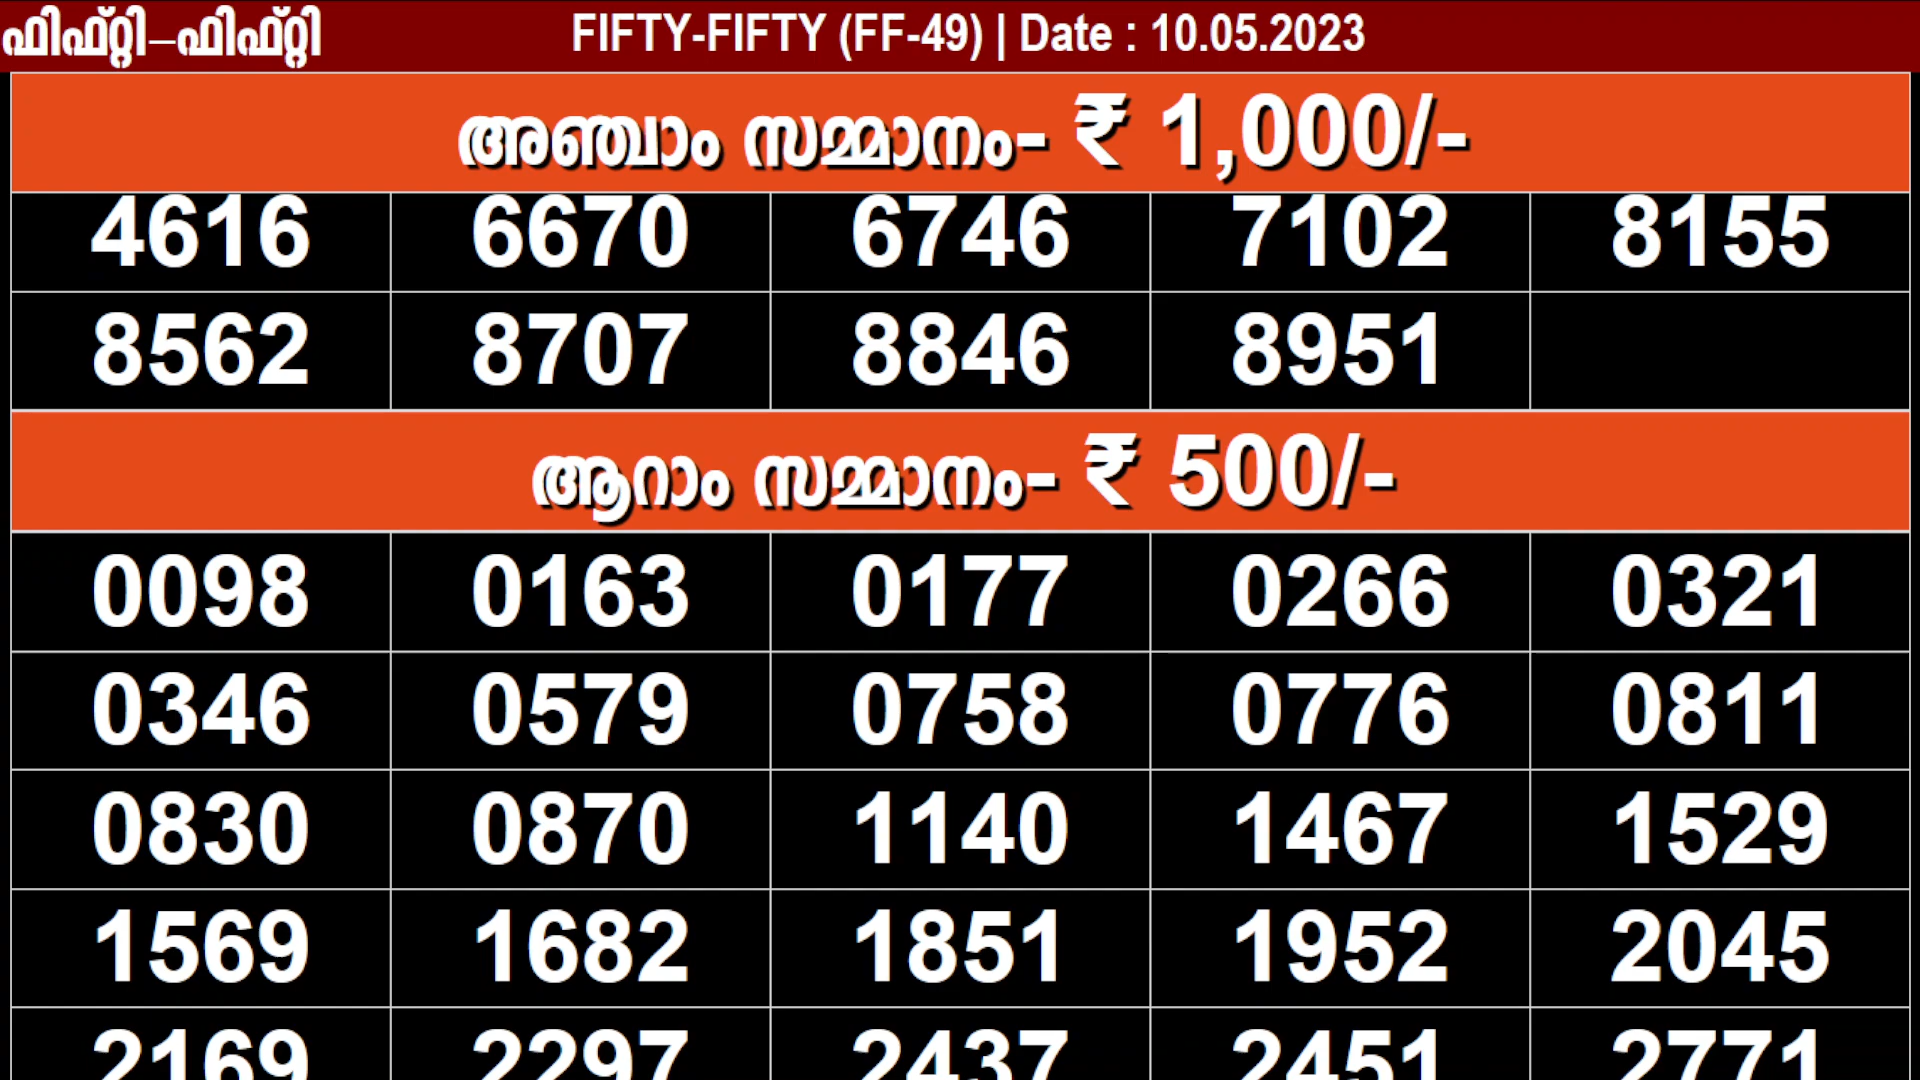 ഫിഫ്റ്റി–ഫിഫ്റ്റി FIFTY-FIFTY (FF-49) | Date : 10.05.2023
അഞ്ചാം സമ്മാനം- ₹ 1,000/-
4616 6670 6746 7102 8155
8562 8707 8846 8951
ആറാം സമ്മാനം- ₹ 500/-
0098 0163 0177 0266 0321
0346 0579 0758 0776 0811
0830 0870 1140 1467 1529
1569 1682 1851 1952 2045
2169 2297 2437 2451 2771